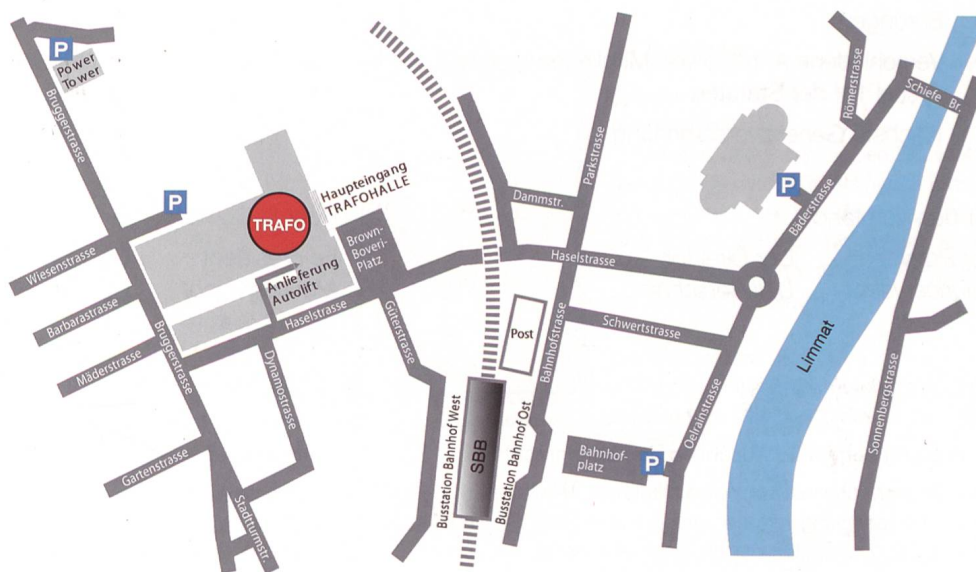 P
Power
Tower
Bruggerstrasse
P
Haupteingang
TRAFOHALLE
TRAFO
Brown-
Boveri-
Platz
Wiesenstrasse
Anlieferung
Autolift
Barbarastrasse
Haselstrasse
Mäderstrasse
Bruggerstrasse
Dynamostrasse
Güterstrasse
Gartenstrasse
Stadtturmstr.
Parkstrasse
Dammstr.
Haselstrasse
Post
Bahnhofstrasse
Schwertstrasse
Busstation Bahnhof West
SBB
Busstation Bahnhof Ost
Bahnhof-
platz
P
Oelrainstrasse
Römerstrasse
P
Bäderstrasse
Schiefe Br.
Limmat
Sonnenbergstrasse